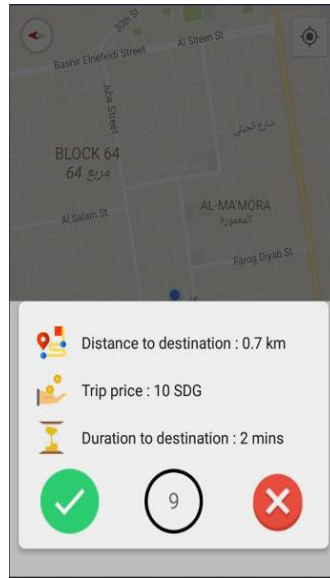 30th St
Bashir Elnefeidi Street
Al Siteen St
Juba Street
BLOCK 64
مربع 64
شارع الجيلي
Al Salam St
AL-MA'MORA
المعمورة
Farog Diyab St
Distance to destination : 0.7 km
Trip price : 10 SDG
Duration to destination : 2 mins
9